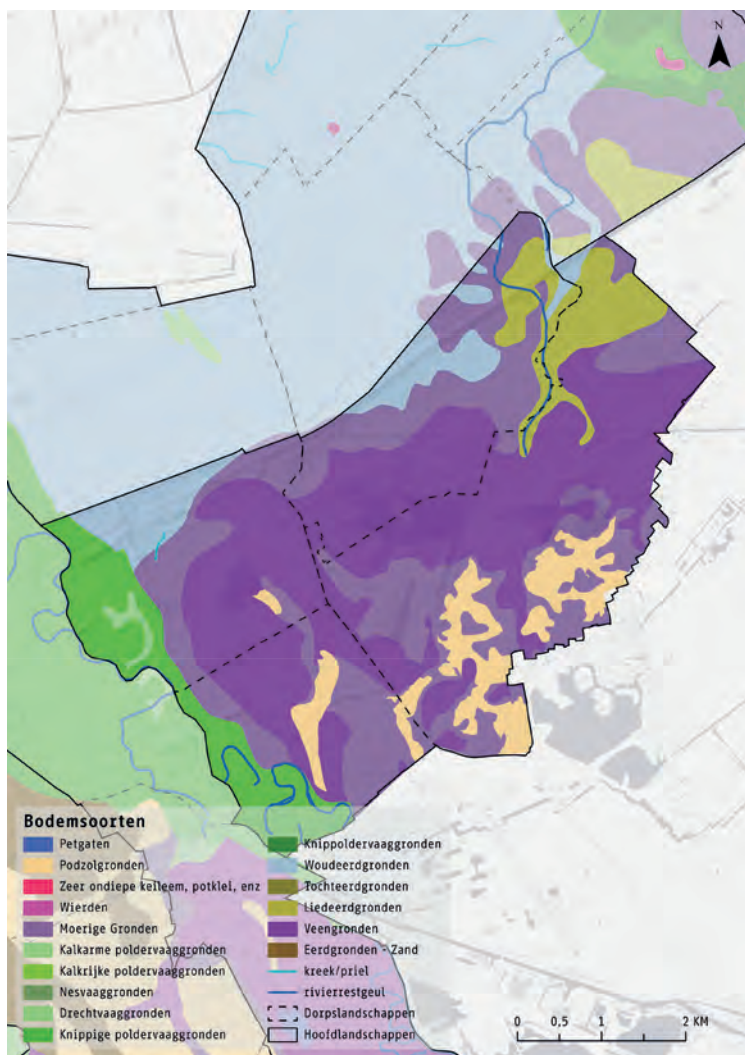 N
Bodemsoorten
Petgaten
Podzolgronden
Zeer ondiepe kelleem, potklei, enz
Wierden
Moerige Gronden
Kalkarme poldervaaggronden
Kalkrijke poldervaaggronden
Nesvaaggronden
Drechtvaaggronden
Knippige poldervaaggronden
Knippoldervaaggronden
Woudeerdgronden
Tochteerdgronden
Liedeerdgronden
Veengronden
Eerdgronden - Zand
kreek/priel
rivierrestgeul
Dorpslandschappen
Hoofdlandschappen
0 0,5 1 2 KM